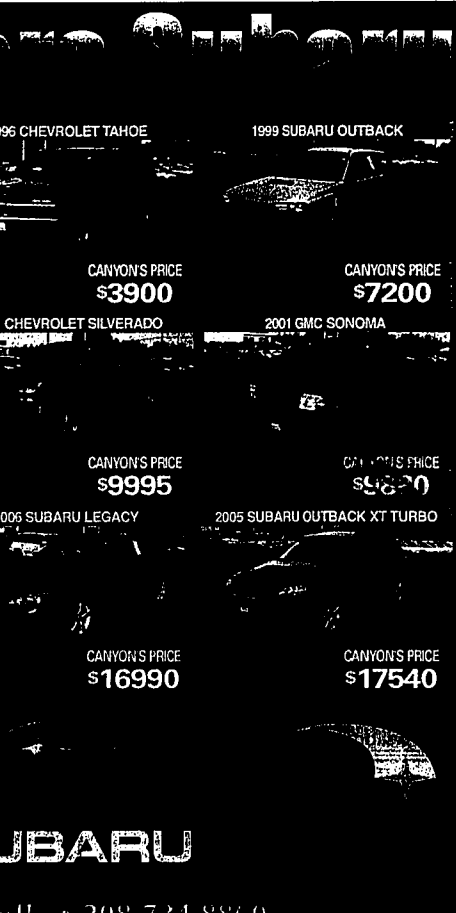 96 CHEVROLET TAHOE
1999 SUBARU OUTBACK
CANYON'S PRICE
$3900
CANYON'S PRICE
$7200
CHEVROLET SILVERADO
2001 GMC SONOMA
CANYON'S PRICE
$9995
PRICE
006 SUBARU LEGACY
2005 SUBARU OUTBACK XT TURBO
CANYON'S PRICE
$16990
CANYON'S PRICE
$17540
UBARU